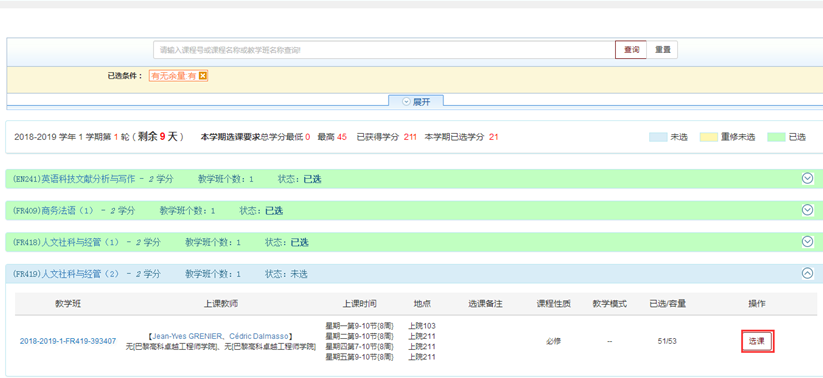 请输入课程号或课程名称或教学班名称查询! 查询 重置
已选条件： 有无余量 有
展开
2018-2019 学年 1 学期第 1 轮（剩余 9 天） 本学期选课要求总学分最低 0 最高 45 已获得学分 211 本学期已选学分 21 未选 重修未选 已选
(EN241)英语科技文献分析与写作 - 2 学分 教学班个数：1 状态：已选
(FR409)商务法语（1） - 2 学分 教学班个数：1 状态：已选
(FR418)人文社科与经管（1） - 2 学分 教学班个数：1 状态：已选
(FR419)人文社科与经管（2） - 2 学分 教学班个数：1 状态：未选
教学班 上课教师 上课时间 地点 选课备注 课程性质 教学模式 已选/容量 操作
星期一第9-10节{8周} 上院103
【Jean-Yves GRENIER、Cédric Dalmasso】 星期二第9-10节{8周} 上院211
2018-2019-1-FR419-393407 必修 -- 51/53 选课
无[巴黎高科卓越工程师学院]、无[巴黎高科卓越工程师学院] 星期四第7-10节{8周} 上院211
星期五第9-10节{8周} 上院211